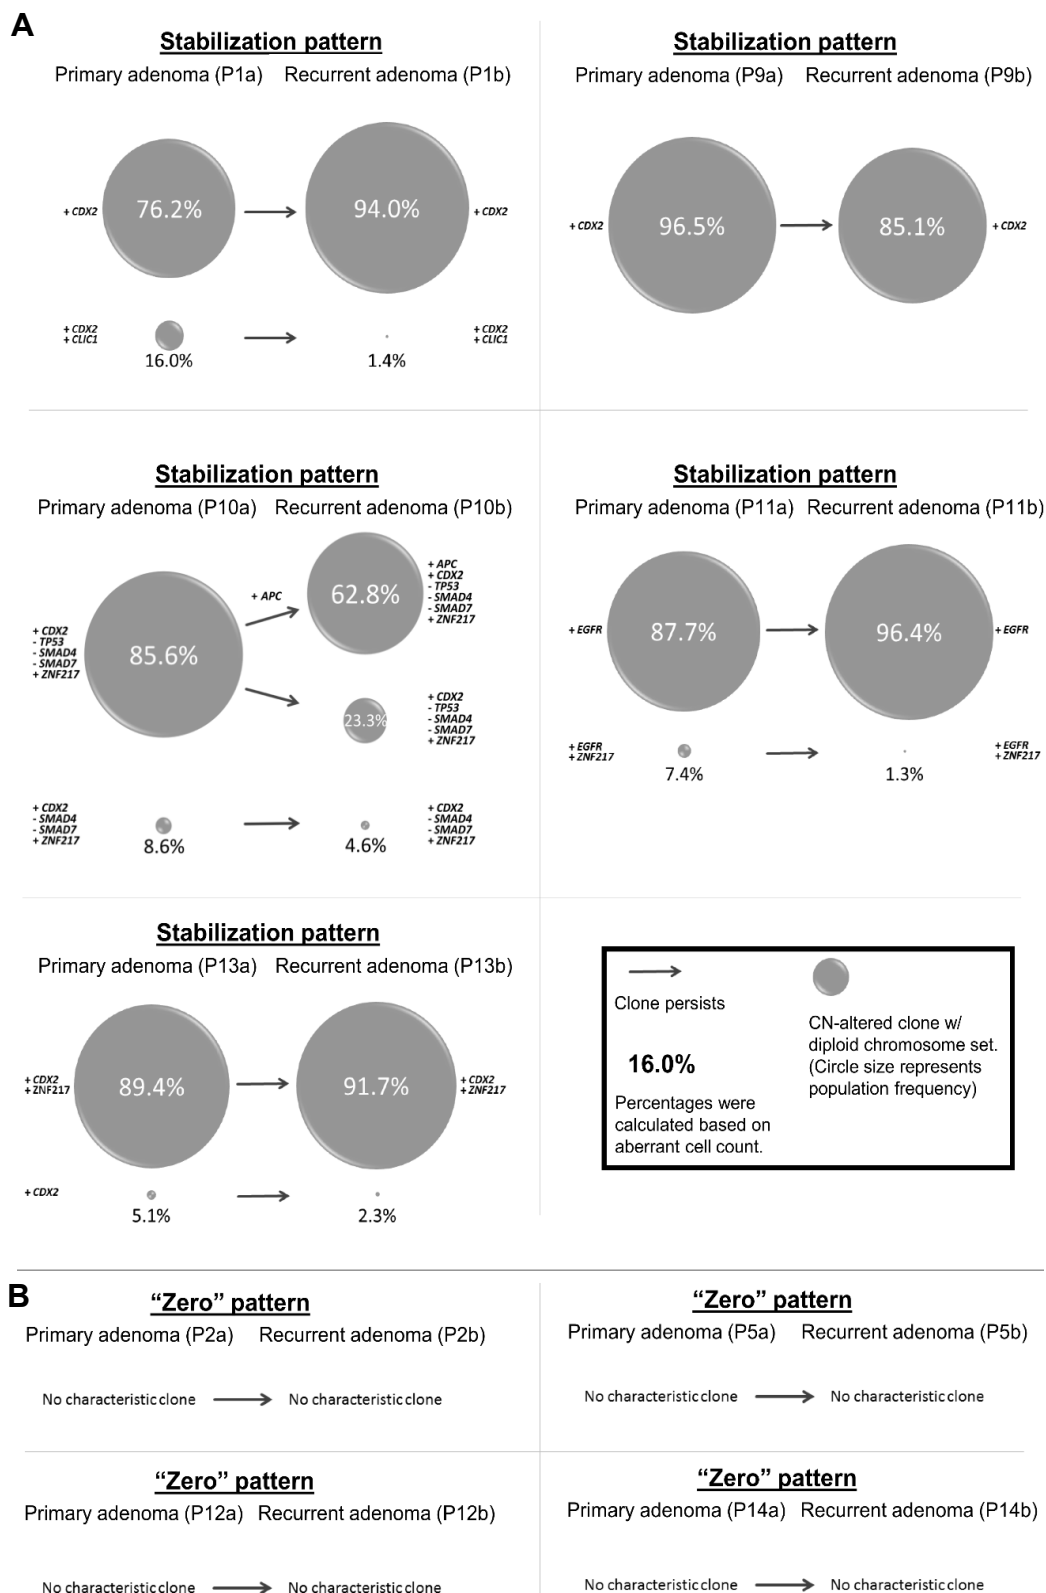 A
Stabilization pattern
Primary adenoma (P1a) Recurrent adenoma (P1b)
+ CDX2 76.2% 94.0% + CDX2
+ CDX2
+ CLIC1
16.0% 1.4%
+ CDX2
+ CLIC1
Stabilization pattern
Primary adenoma (P9a) Recurrent adenoma (P9b)
+ CDX2 96.5% 85.1% + CDX2
Stabilization pattern
Primary adenoma (P10a) Recurrent adenoma (P10b)
+ CDX2
- TP53
- SMAD4
- SMAD7
+ ZNF217
85.6%
+ APC
62.8%
+ APC
+ CDX2
- TP53
- SMAD4
- SMAD7
+ ZNF217
23.3%
+ CDX2
- TP53
- SMAD4
- SMAD7
+ ZNF217
+ CDX2
- SMAD4
- SMAD7
+ ZNF217
8.6% 4.6%
+ CDX2
- SMAD4
- SMAD7
+ ZNF217
Stabilization pattern
Primary adenoma (P11a) Recurrent adenoma (P11b)
+ EGFR 87.7% 96.4% + EGFR
+ EGFR
+ ZNF217
7.4% 1.3%
+ EGFR
+ ZNF217
Stabilization pattern
Primary adenoma (P13a) Recurrent adenoma (P13b)
+ CDX2
+ ZNF217
89.4% 91.7%
+ CDX2
+ ZNF217
+ CDX2
5.1% 2.3%
Clone persists
16.0%
Percentages were
calculated based on
aberrant cell count.
CN-altered clone w/
diploid chromosome set.
(Circle size represents
population frequency)
B
“Zero” pattern
Primary adenoma (P2a) Recurrent adenoma (P2b)
No characteristic clone No characteristic clone
“Zero” pattern
Primary adenoma (P5a) Recurrent adenoma (P5b)
No characteristic clone No characteristic clone
“Zero” pattern
Primary adenoma (P12a) Recurrent adenoma (P12b)
No characteristic clone No characteristic clone
“Zero” pattern
Primary adenoma (P14a) Recurrent adenoma (P14b)
No characteristic clone No characteristic clone